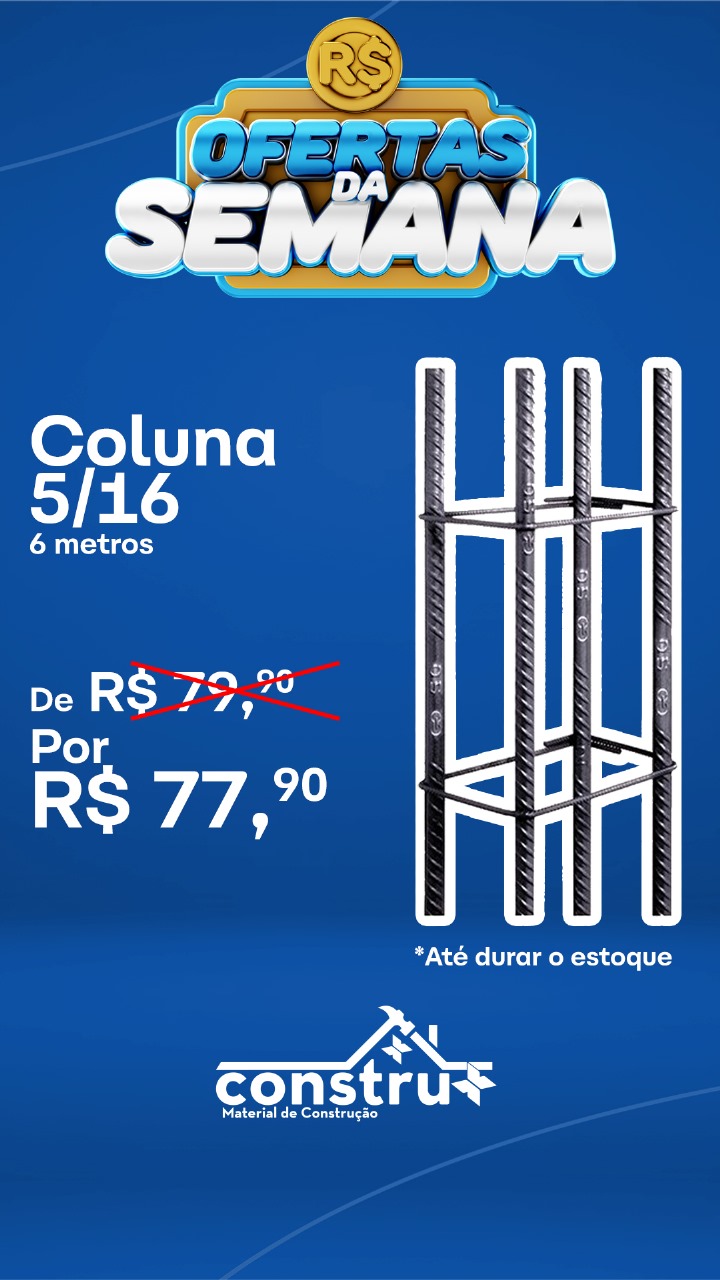 R$
OFERTAS
DA
SEMANA
Coluna
5/16
6 metros
De R$ 79,90
Por
R$ 77,90
*Até durar o estoque
constru
Material de Construção